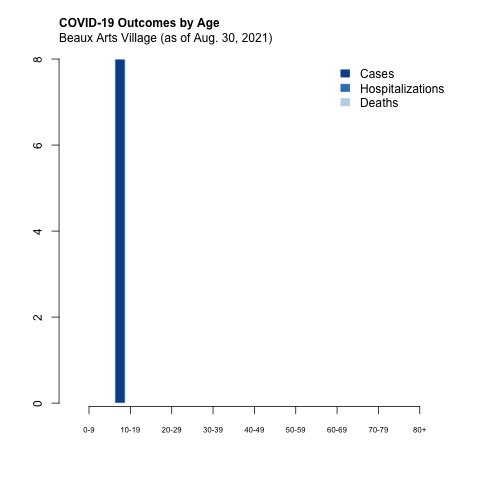 COVID-19 Outcomes by Age
Beaux Arts Village (as of Aug. 30, 2021)
Cases
Hospitalizations
Deaths
8
6
4
2
0
0-9 10-19 20-29 30-39 40-49 50-59 60-69 70-79 80+